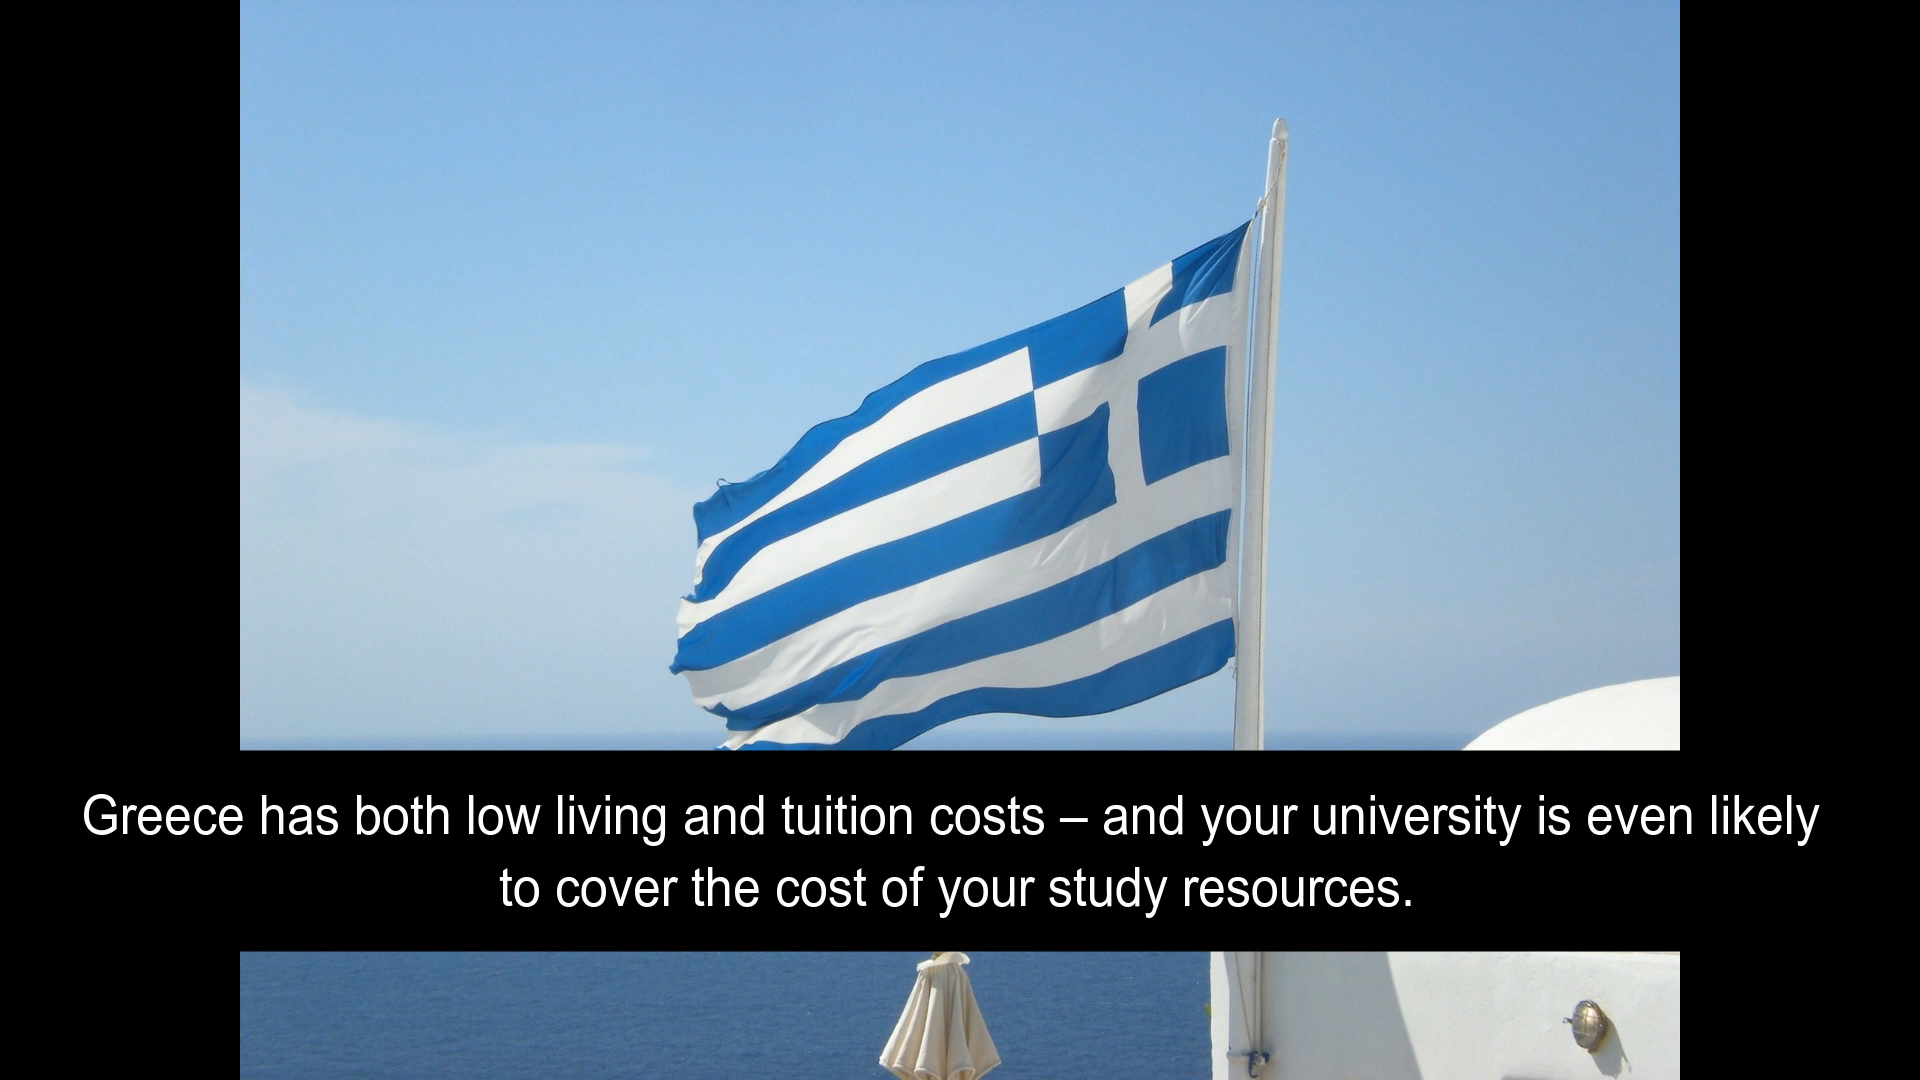 Greece has both low living and tuition costs – and your university is even likely
to cover the cost of your study resources.